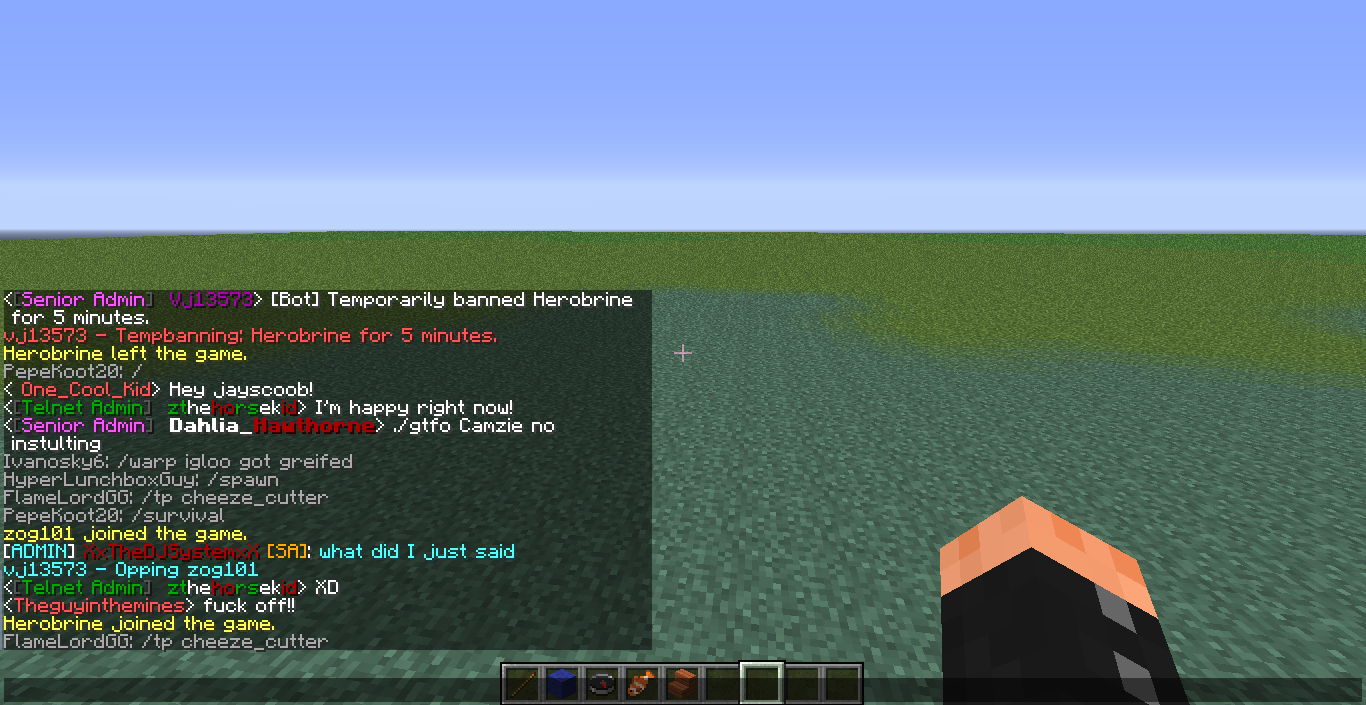 <[Senior Admin] Vj13573> [Bot] Temporarily banned Herobrine
for 5 minutes.
vj13573 - Tempbanning: Herobrine for 5 minutes.
Herobrine left the game.
PepeKoot20: /
< One_Cool_Kid> Hey jayscoob!
<[Telnet Admin] zthehorsekid> I'm happy right now!
<[Senior Admin] Dahlia_Hawthorne> ./gtfo Camzie no
instulting
Ivanosky6: /warp igloo got greifed
HyperLunchboxGuy: /spawn
FlameLordGG: /tp cheeze_cutter
PepeKoot20: /survival
zog101 joined the game.
[ADMIN] XxTheDJSystemxX [SA]: what did I just said
vj13573 - Opping zog101
<[Telnet Admin] zthehorsekid> XD
<Theguyinthemines> fuck off!!
Herobrine joined the game.
FlameLordGG: /tp cheeze_cutter